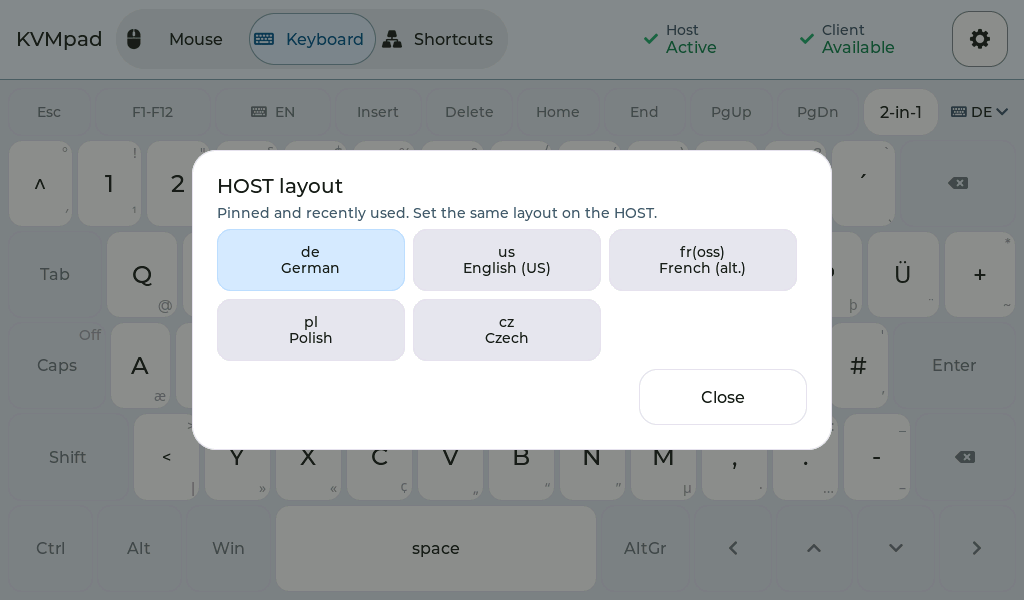 KVMpad
Mouse
Keyboard
Shortcuts
Host
Active
Client
Available
Esc
F1-F12
EN
Insert
Delete
Home
End
PgUp
PgDn
2-in-1
DE
^
°
1
!
¹
2
´
HOST layout
Pinned and recently used. Set the same layout on the HOST.
de
German
us
English (US)
fr(oss)
French (alt.)
pl
Polish
cz
Czech
Close
Tab
Q
@
þ
Ü
¨
+
*
~
Off
Caps
A
æ
#
'
Enter
Shift
<
>
|
Y
»
X
«
C
V
„
B
“
N
”
M
µ
,
·
.
…
-
_
–
Ctrl
Alt
Win
space
AltGr